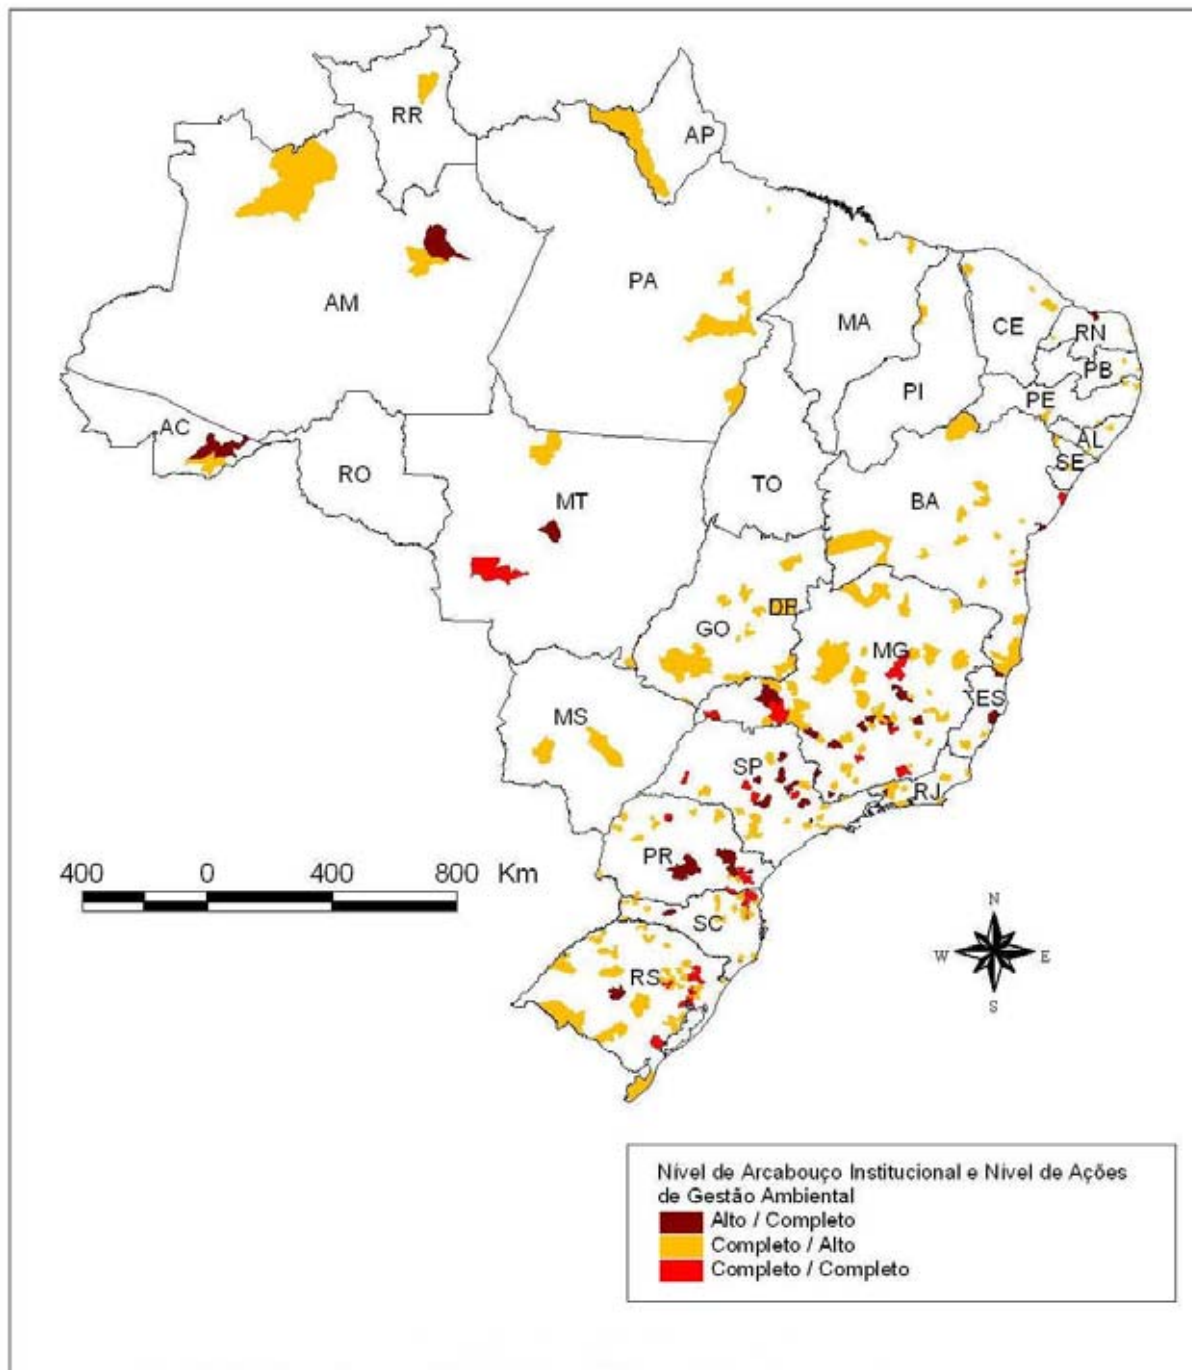 RR
AP
AM
PA
MA
CE
RN
PB
PI
PE
AL
SE
AC
RO
TO
BA
MT
DF
GO
MG
ES
MS
SP
RJ
PR
SC
RS
400 0 400 800 Km
N
W E
S
Nível de Arcabouço Institucional e Nível de Ações
de Gestão Ambiental
Alto / Completo
Completo / Alto
Completo / Completo